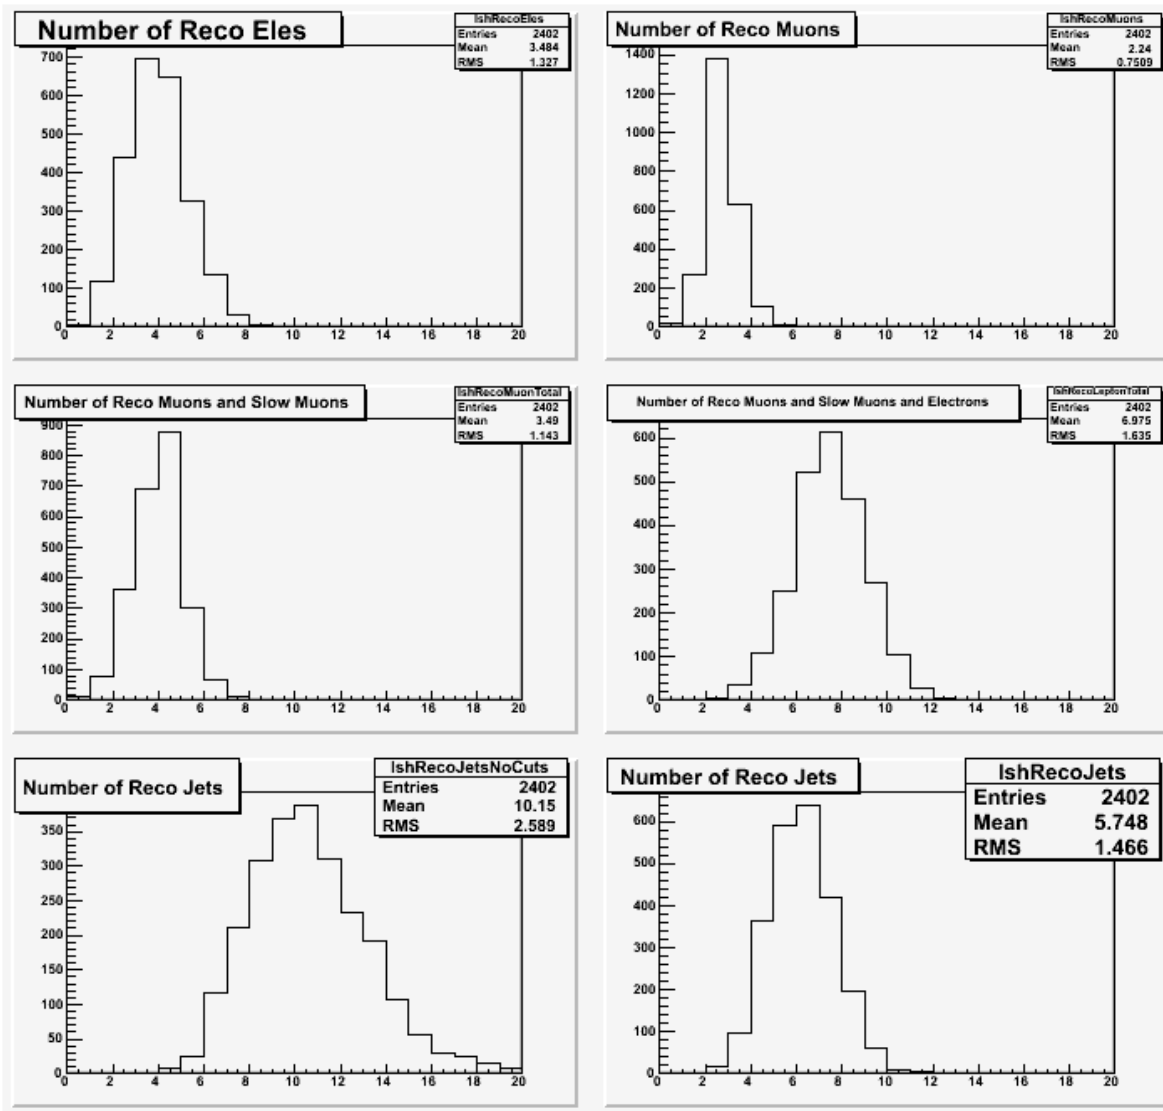 Number of Reco Eles
IshRecoEles
Entries 2402
Mean 3.484
RMS 1.327
700
600
500
400
300
200
100
0
0 2 4 6 8 10 12 14 16 18 20
Number of Reco Muons
IshRecoMuons
Entries 2402
Mean 2.24
RMS 0.7509
1400
1200
1000
800
600
400
200
0
0 2 4 6 8 10 12 14 16 18 20
Number of Reco Muons and Slow Muons
IshRecoMuonTotal
Entries 2402
Mean 3.49
RMS 1.143
900
800
700
600
500
400
300
200
100
0
0 2 4 6 8 10 12 14 16 18 20
Number of Reco Muons and Slow Muons and Electrons
IshRecoLeptonTotal
Entries 2402
Mean 6.975
RMS 1.635
600
500
400
300
200
100
0
0 2 4 6 8 10 12 14 16 18 20
Number of Reco Jets
IshRecoJetsNoCuts
Entries 2402
Mean 10.15
RMS 2.589
350
300
250
200
150
100
50
0
0 2 4 6 8 10 12 14 16 18 20
Number of Reco Jets
IshRecoJets
Entries 2402
Mean 5.748
RMS 1.466
600
500
400
300
200
100
0
0 2 4 6 8 10 12 14 16 18 20